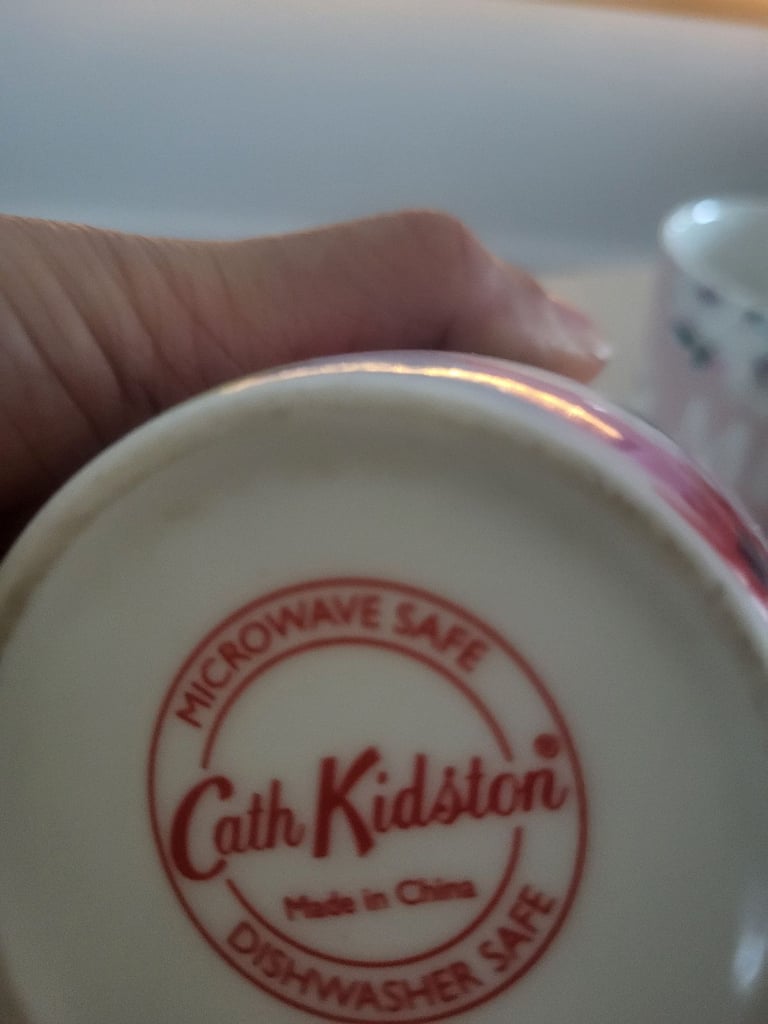 MICROWAVE SAFE
Cath Kidston®
Made in China
DISHWASHER SAFE